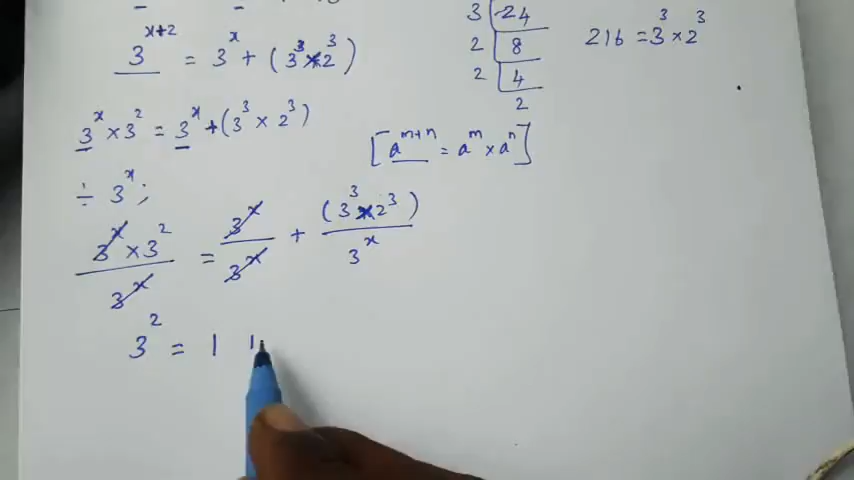 3^{x+2} = 3^x + (3^3 × 2^3)
3^x × 3^2 = 3^x + (3^3 × 2^3)
[a^{m+n} = a^m × a^n]
÷ 3^x ;
3^x × 3^2 / 3^x = 3^x / 3^x + (3^3 × 2^3) / 3^x
3^2 = 1
3 | 24
2 | 8
2 | 4
2
216 = 3^3 × 2^3